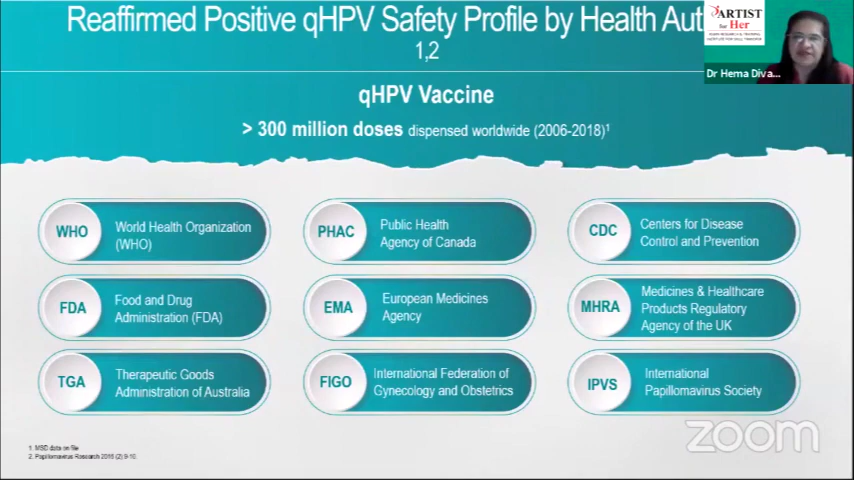 Reaffirmed Positive qHPV Safety Profile by Health Aut
1,2
ARTIST
for Her
Dr Hema Diva...
qHPV Vaccine
> 300 million doses dispensed worldwide (2006-2018)1
WHO
World Health Organization
(WHO)
PHAC
Public Health
Agency of Canada
CDC
Centers for Disease
Control and Prevention
FDA
Food and Drug
Administration (FDA)
EMA
European Medicines
Agency
MHRA
Medicines & Healthcare
Products Regulatory
Agency of the UK
TGA
Therapeutic Goods
Administration of Australia
FIGO
International Federation of
Gynecology and Obstetrics
IPVS
International
Papillomavirus Society
1. MSD data on file
2. Papillomavirus Research 2016 (2) 9-10.
zoom